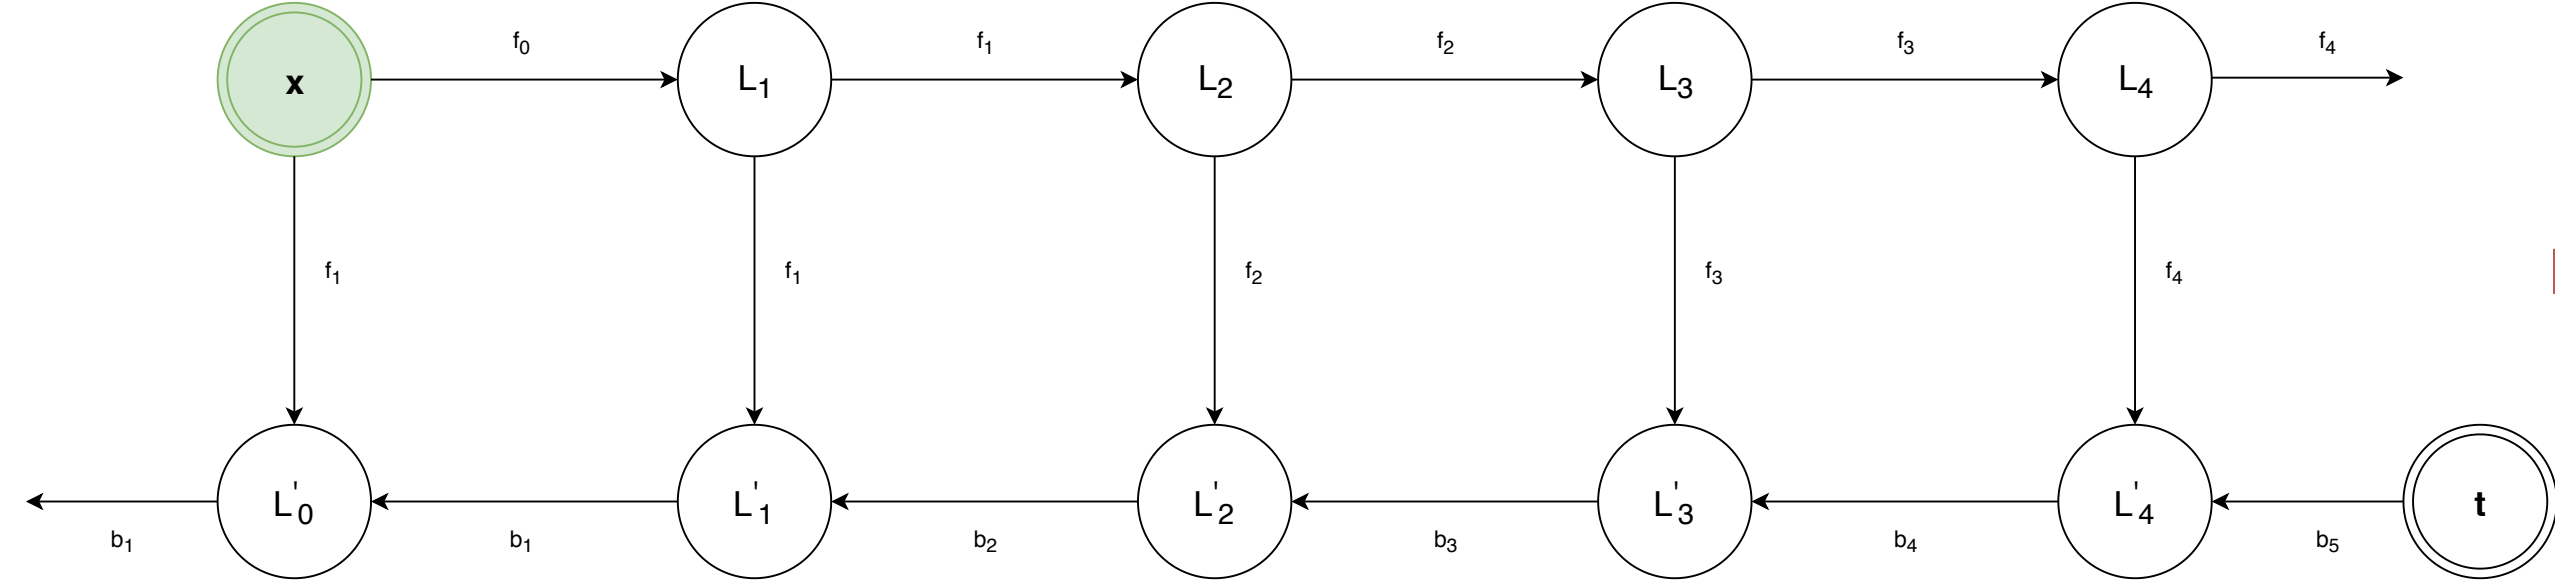 f₀ f₁ f₂ f₃ f₄
x L₁ L₂ L₃ L₄
f₁ f₁ f₂ f₃ f₄
L'₀ L'₁ L'₂ L'₃ L'₄ t
b₁ b₁ b₂ b₃ b₄ b₅